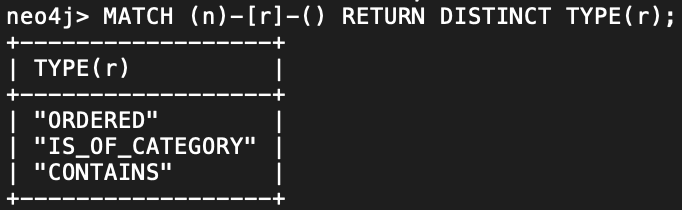 neo4j> MATCH (n)-[r]-() RETURN DISTINCT TYPE(r);
+------------------+
| TYPE(r)          |
+------------------+
| "ORDERED"        |
| "IS_OF_CATEGORY" |
| "CONTAINS"       |
+------------------+